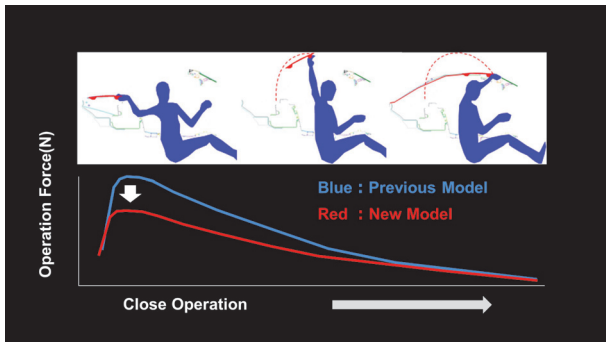 Operation Force(N)
Blue : Previous Model
Red : New Model
Close Operation